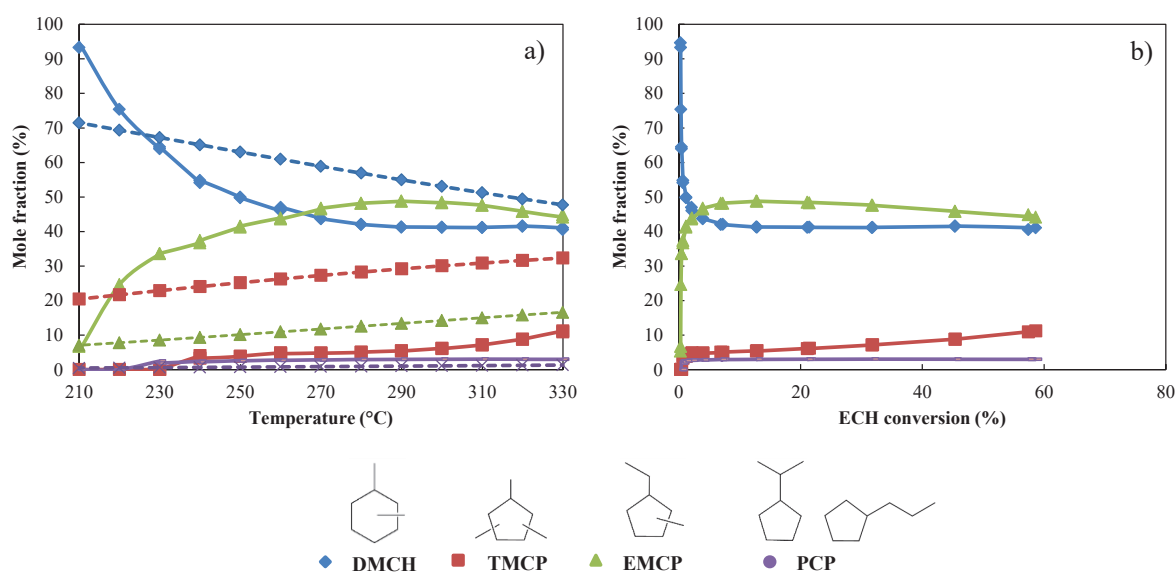 a)
Mole fraction (%)
100
90
80
70
60
50
40
30
20
10
0
210 230 250 270 290 310 330
Temperature (°C)
b)
Mole fraction (%)
100
90
80
70
60
50
40
30
20
10
0
0 20 40 60 80
ECH conversion (%)
DMCH TMCP EMCP PCP